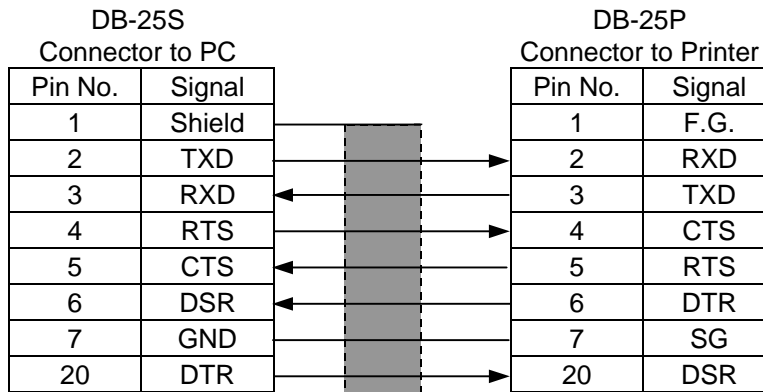 DB-25S DB-25P
Connector to PC Connector to Printer
Pin No. Signal Pin No. Signal
1 Shield 1 F.G.
2 TXD 2 RXD
3 RXD 3 TXD
4 RTS 4 CTS
5 CTS 5 RTS
6 DSR 6 DTR
7 GND 7 SG
20 DTR 20 DSR